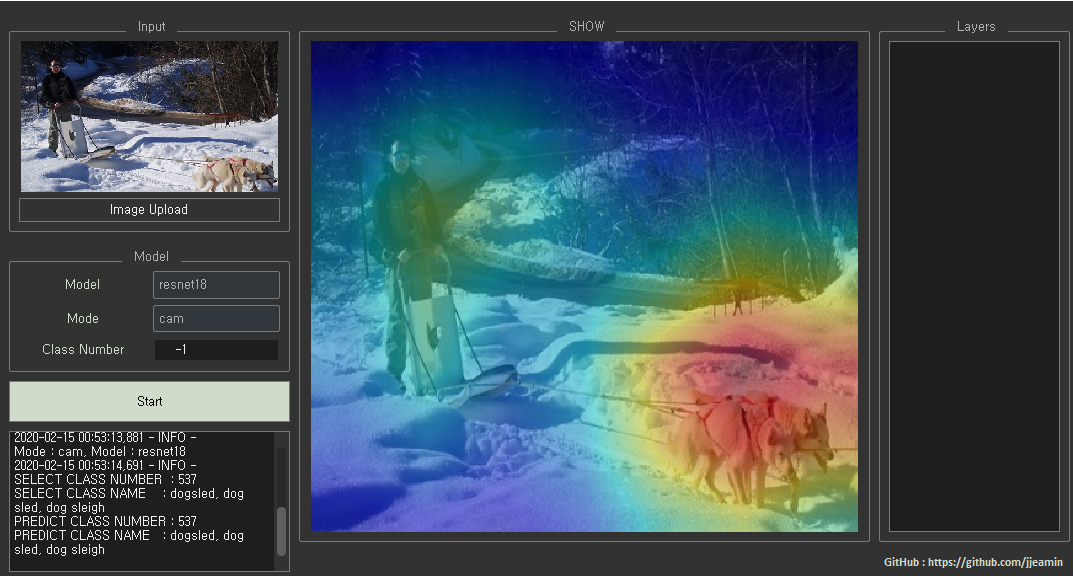 Input
SHOW
Layers
Image Upload
Model
Model
resnet18
Mode
cam
Class Number
-1
Start
2020-02-15 00:53:13,881 - INFO -
Mode : cam, Model : resnet18
2020-02-15 00:53:14,691 - INFO -
SELECT CLASS NUMBER : 537
SELECT CLASS NAME : dogsled, dog
sled, dog sleigh
PREDICT CLASS NUMBER : 537
PREDICT CLASS NAME : dogsled, dog
sled, dog sleigh
GitHub : https://github.com/jjeamin